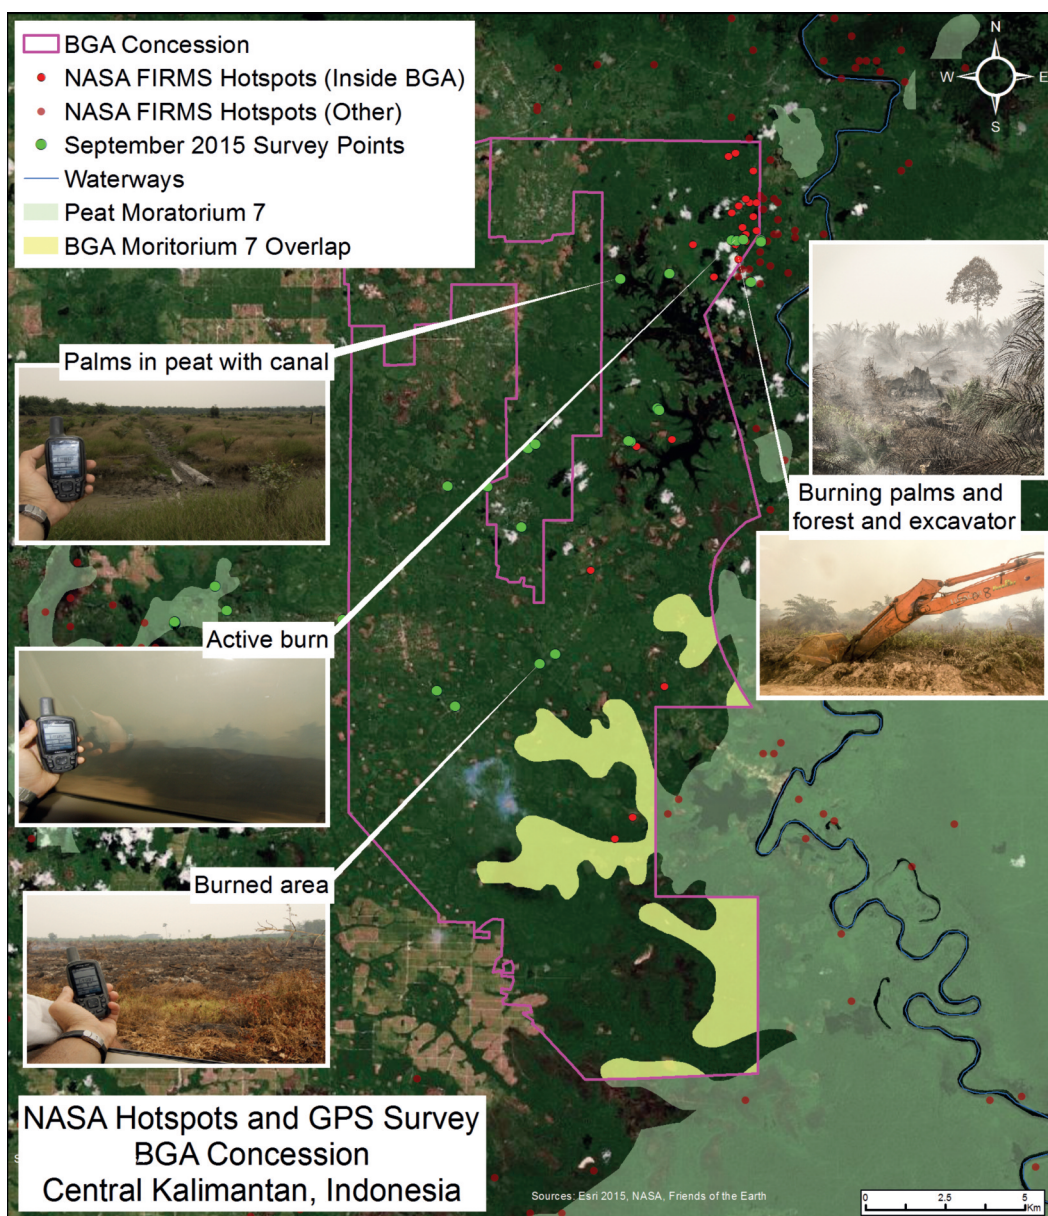 BGA Concession
NASA FIRMS Hotspots (Inside BGA)
NASA FIRMS Hotspots (Other)
September 2015 Survey Points
Waterways
Peat Moratorium 7
BGA Moritorium 7 Overlap
N
W E
S
Palms in peat with canal
Burning palms and
forest and excavator
Active burn
Burned area
NASA Hotspots and GPS Survey
BGA Concession
Central Kalimantan, Indonesia
Sources: Esri 2015, NASA, Friends of the Earth
0 2.5 5
Km